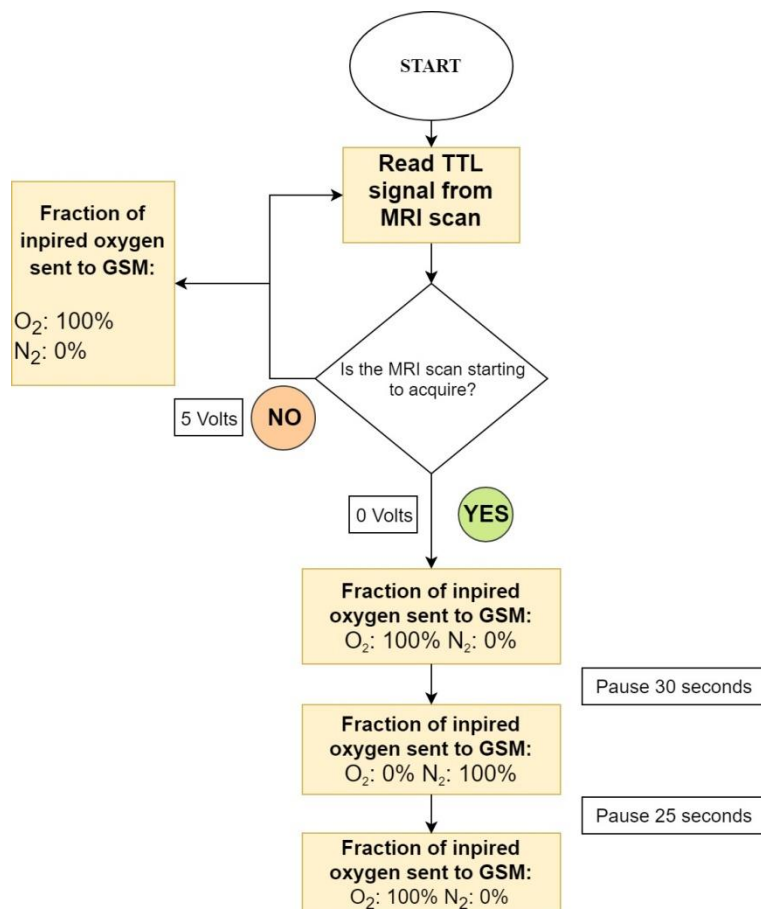 START
Read TTL
signal from
MRI scan
Fraction of
inpired oxygen
sent to GSM:
O₂: 100%
N₂: 0%
Is the MRI scan starting
to acquire?
5 Volts
NO
0 Volts
YES
Fraction of inpired
oxygen sent to GSM:
O₂: 100% N₂: 0%
Pause 30 seconds
Fraction of inpired
oxygen sent to GSM:
O₂: 0% N₂: 100%
Pause 25 seconds
Fraction of inpired
oxygen sent to GSM:
O₂: 100% N₂: 0%